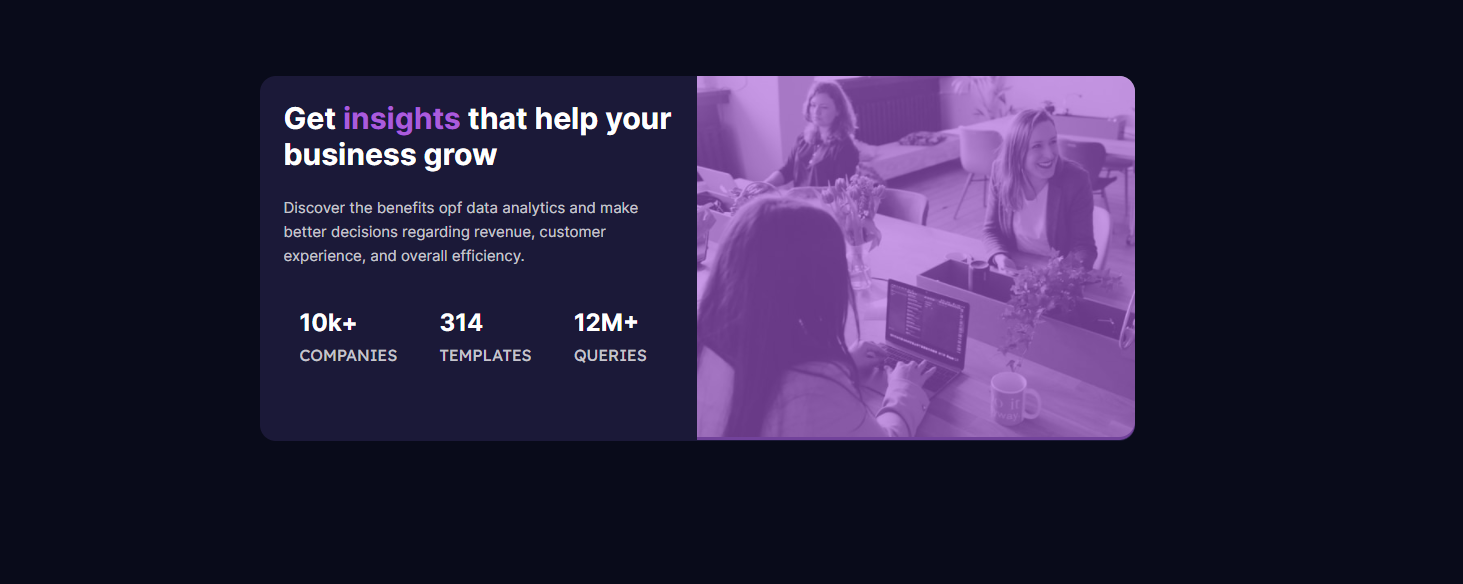 Get insights that help your
business grow
Discover the benefits opf data analytics and make
better decisions regarding revenue, customer
experience, and overall efficiency.
10k+ 314 12M+
COMPANIES TEMPLATES QUERIES